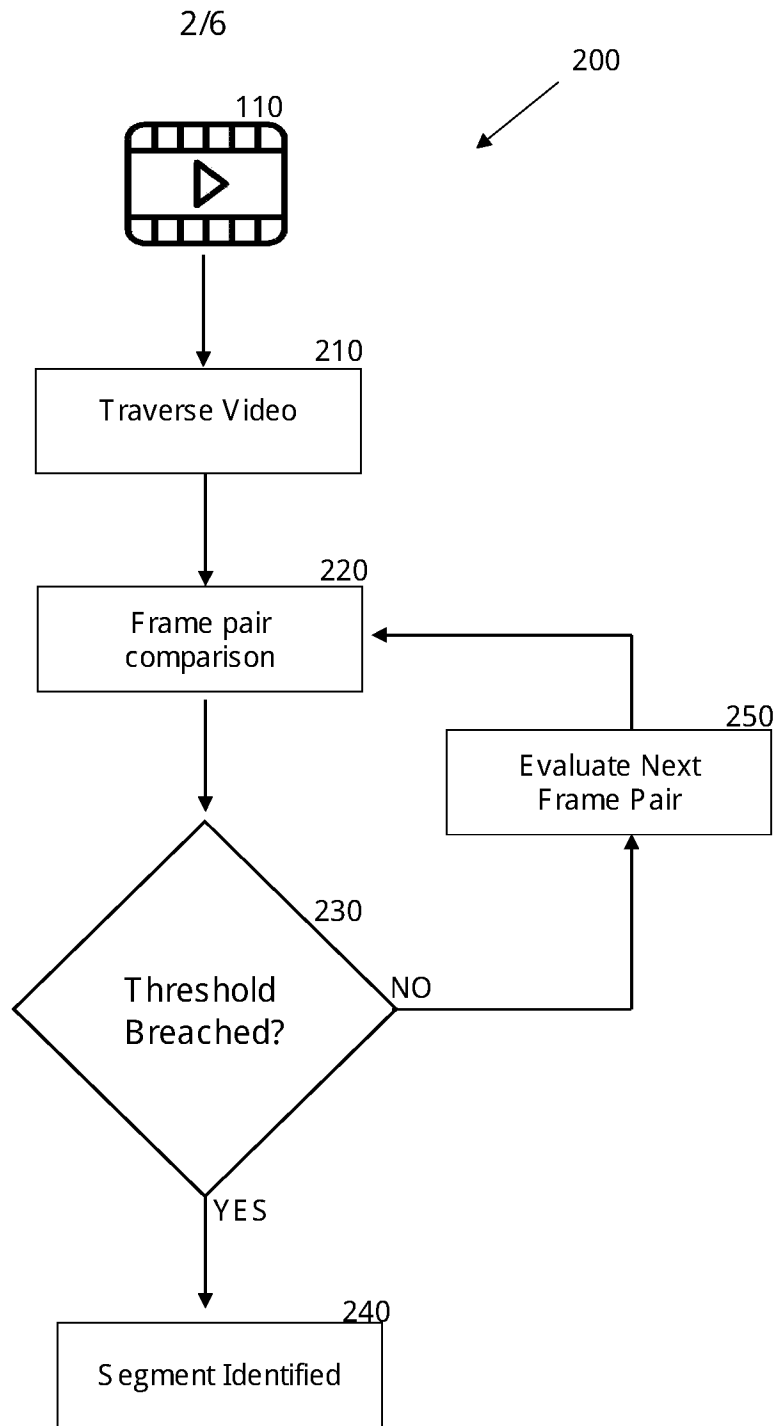 2/6
200
110
210
Traverse Video
220
Frame pair
comparison
250
Evaluate Next
Frame Pair
230
Threshold
Breached?
NO
YES
240
Segment Identified